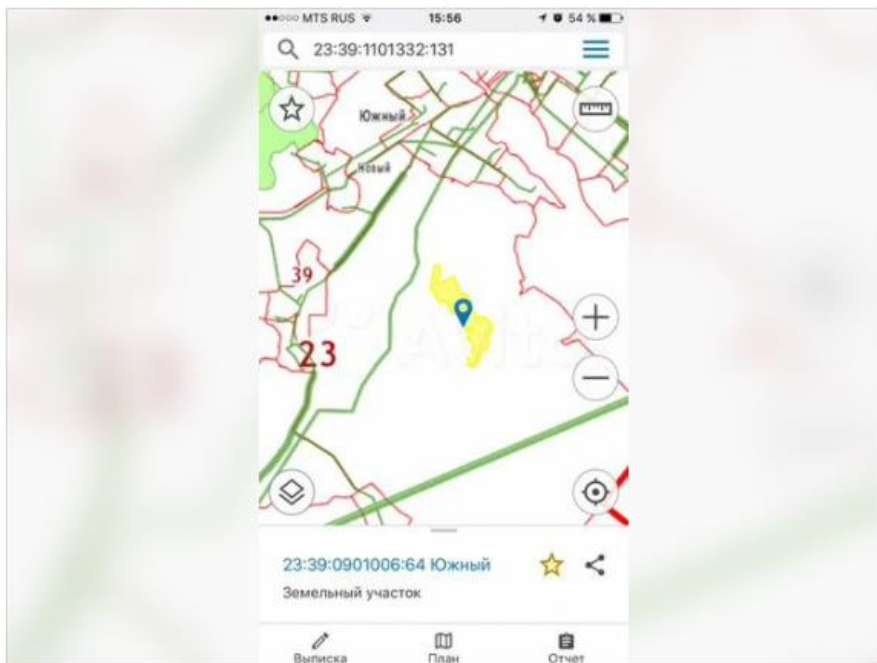 MTS RUS 15:56 54 %
23:39:1101332:131
Южный
Новый
39
23
Avito
23:39:0901006:64 Южный
Земельный участок
Выписка План Отчет